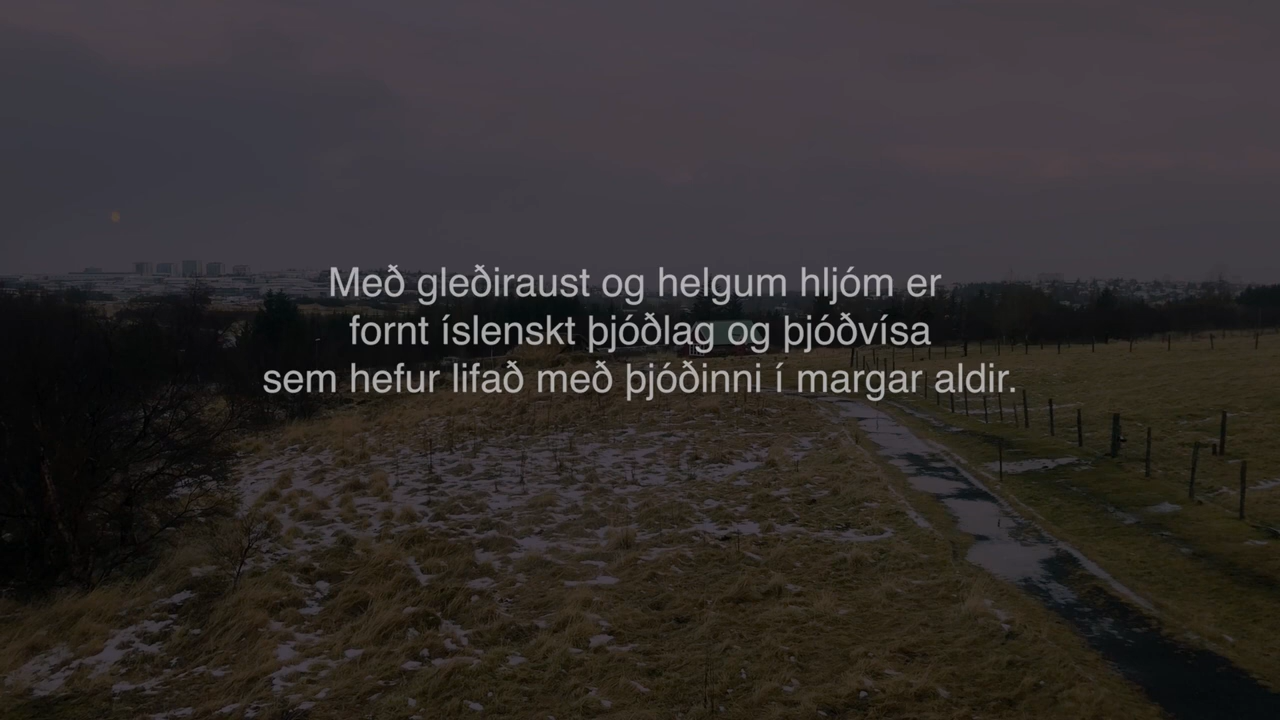 Með gleðiraust og helgum hljóm er
fornt íslenskt þjóðlag og þjóðvísa
sem hefur lifað með þjóðinni í margar aldir.